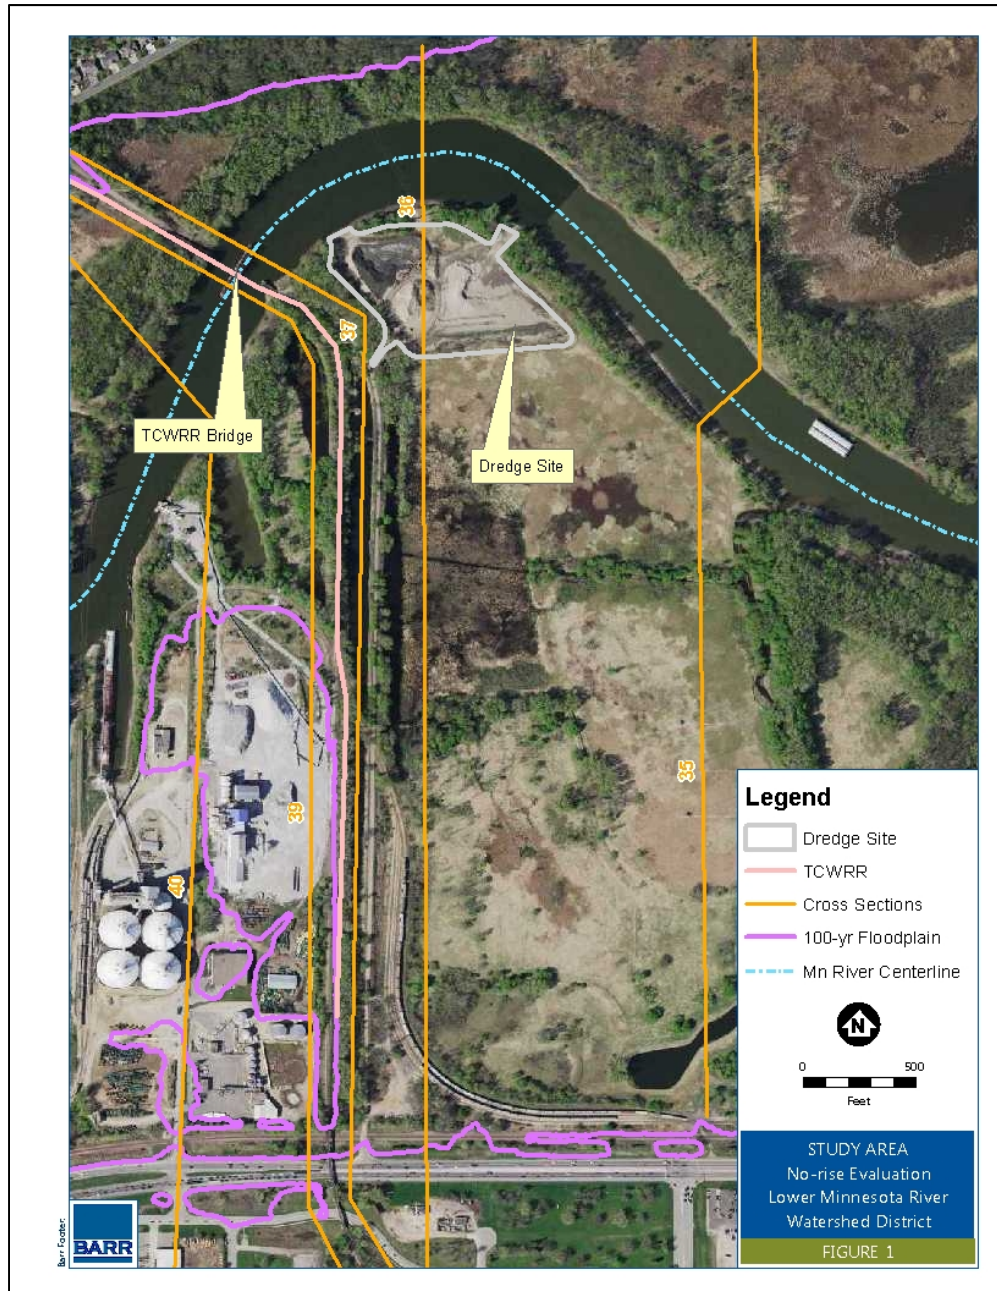 36
37
TCWRR Bridge
Dredge Site
35
39
40
Legend
Dredge Site
TCWRR
Cross Sections
100-yr Floodplain
Mn River Centerline
N
0 500
Feet
STUDY AREA
No-rise Evaluation
Lower Minnesota River
Watershed District
FIGURE 1
Barr Footer:
BARR